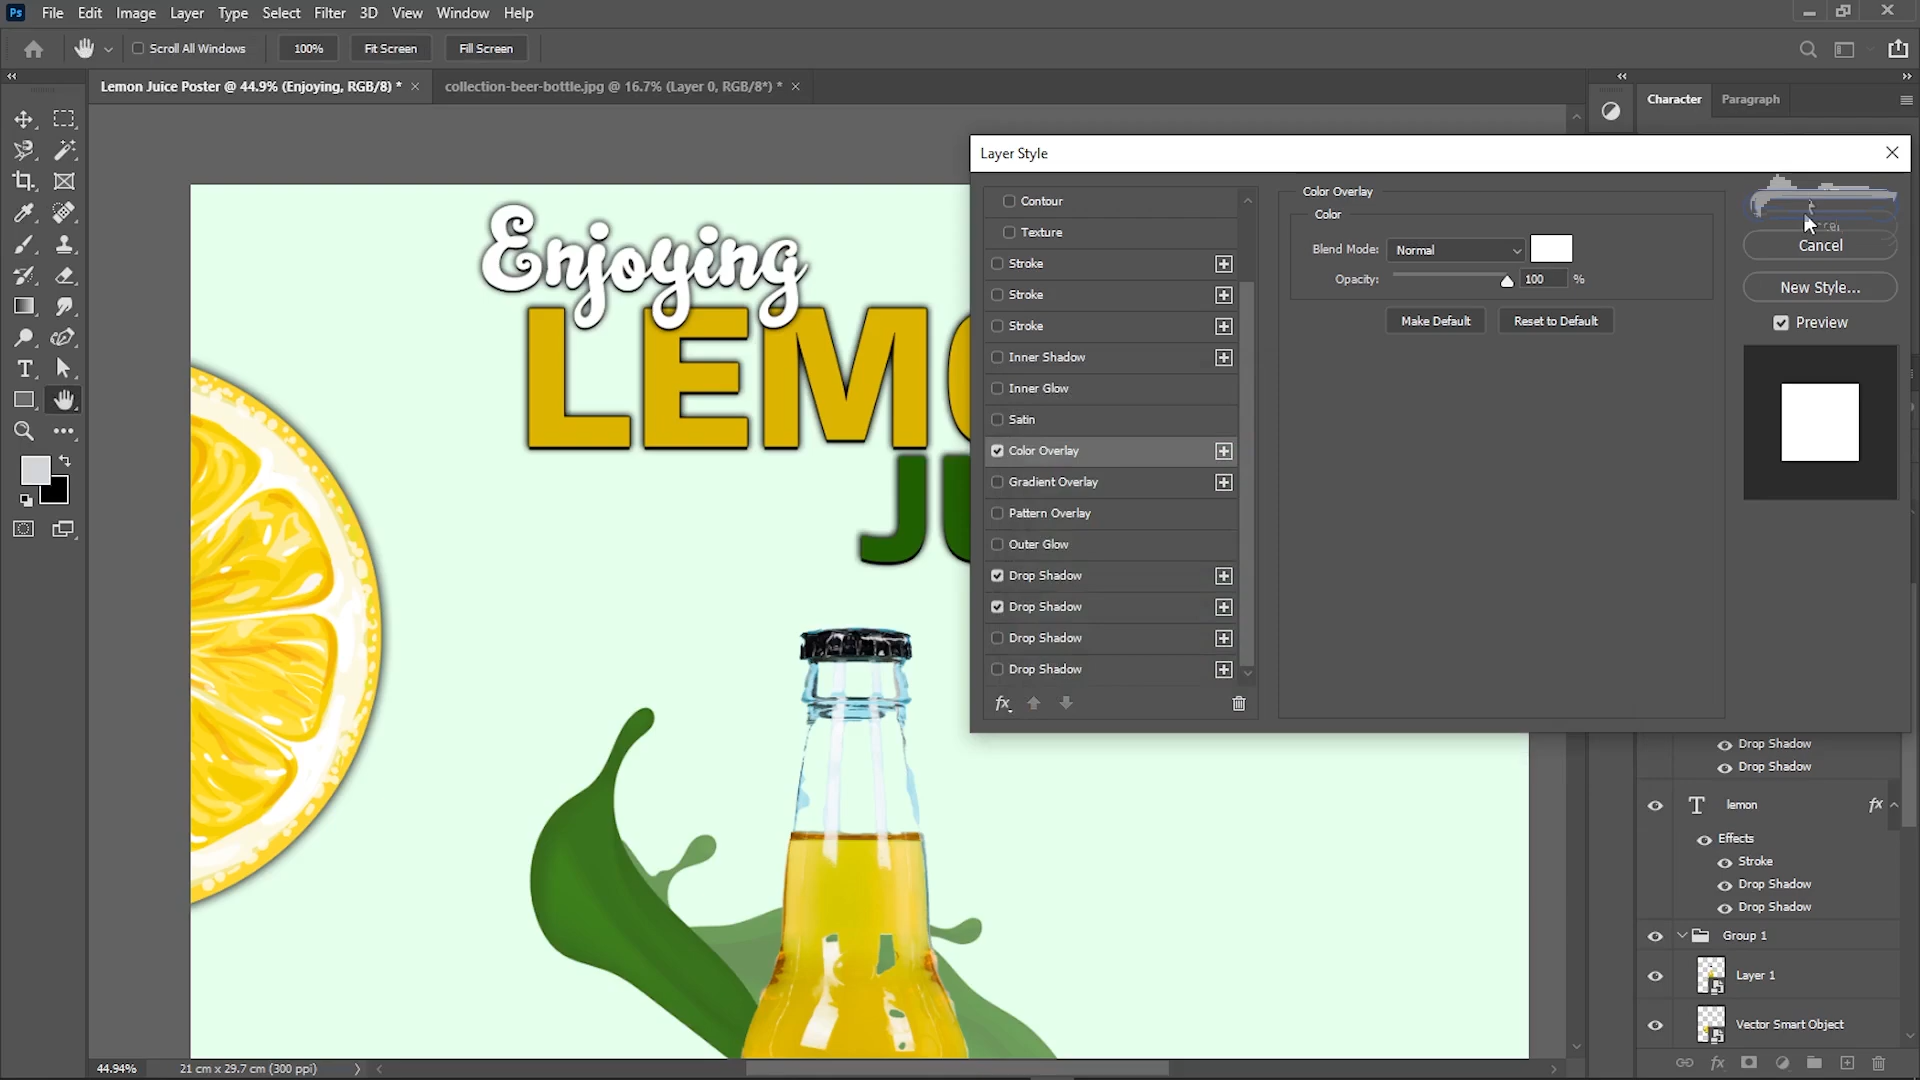 Ps File Edit Image Layer Type Select Filter 3D View Window Help
Scroll All Windows 100% Fit Screen Fill Screen
Lemon Juice Poster @ 44.9% (Enjoying, RGB/8) * × collection-beer-bottle.jpg @ 16.7% (Layer 0, RGB/8*) * ×
Character Paragraph
Layer Style
Contour
Texture
Stroke
Stroke
Stroke
Inner Shadow
Inner Glow
Satin
Color Overlay
Gradient Overlay
Pattern Overlay
Outer Glow
Drop Shadow
Drop Shadow
Drop Shadow
Drop Shadow
fx
Color Overlay
Color
Blend Mode: Normal
Opacity: 100 %
Make Default Reset to Default
Cancel
New Style...
Preview
Enjoying
LEM
JU
Drop Shadow
Drop Shadow
T lemon fx
Effects
Stroke
Drop Shadow
Drop Shadow
Group 1
Layer 1
Vector Smart Object
fx
44.94% 21 cm x 29.7 cm (300 ppi)